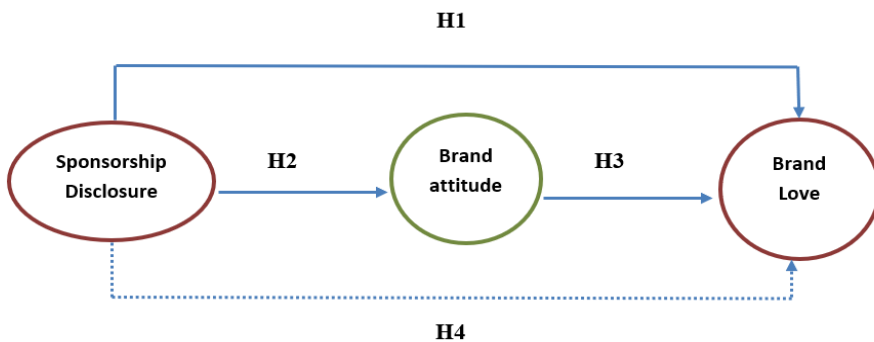 H1
Sponsorship
Disclosure
H2
Brand
attitude
H3
Brand
Love
H4